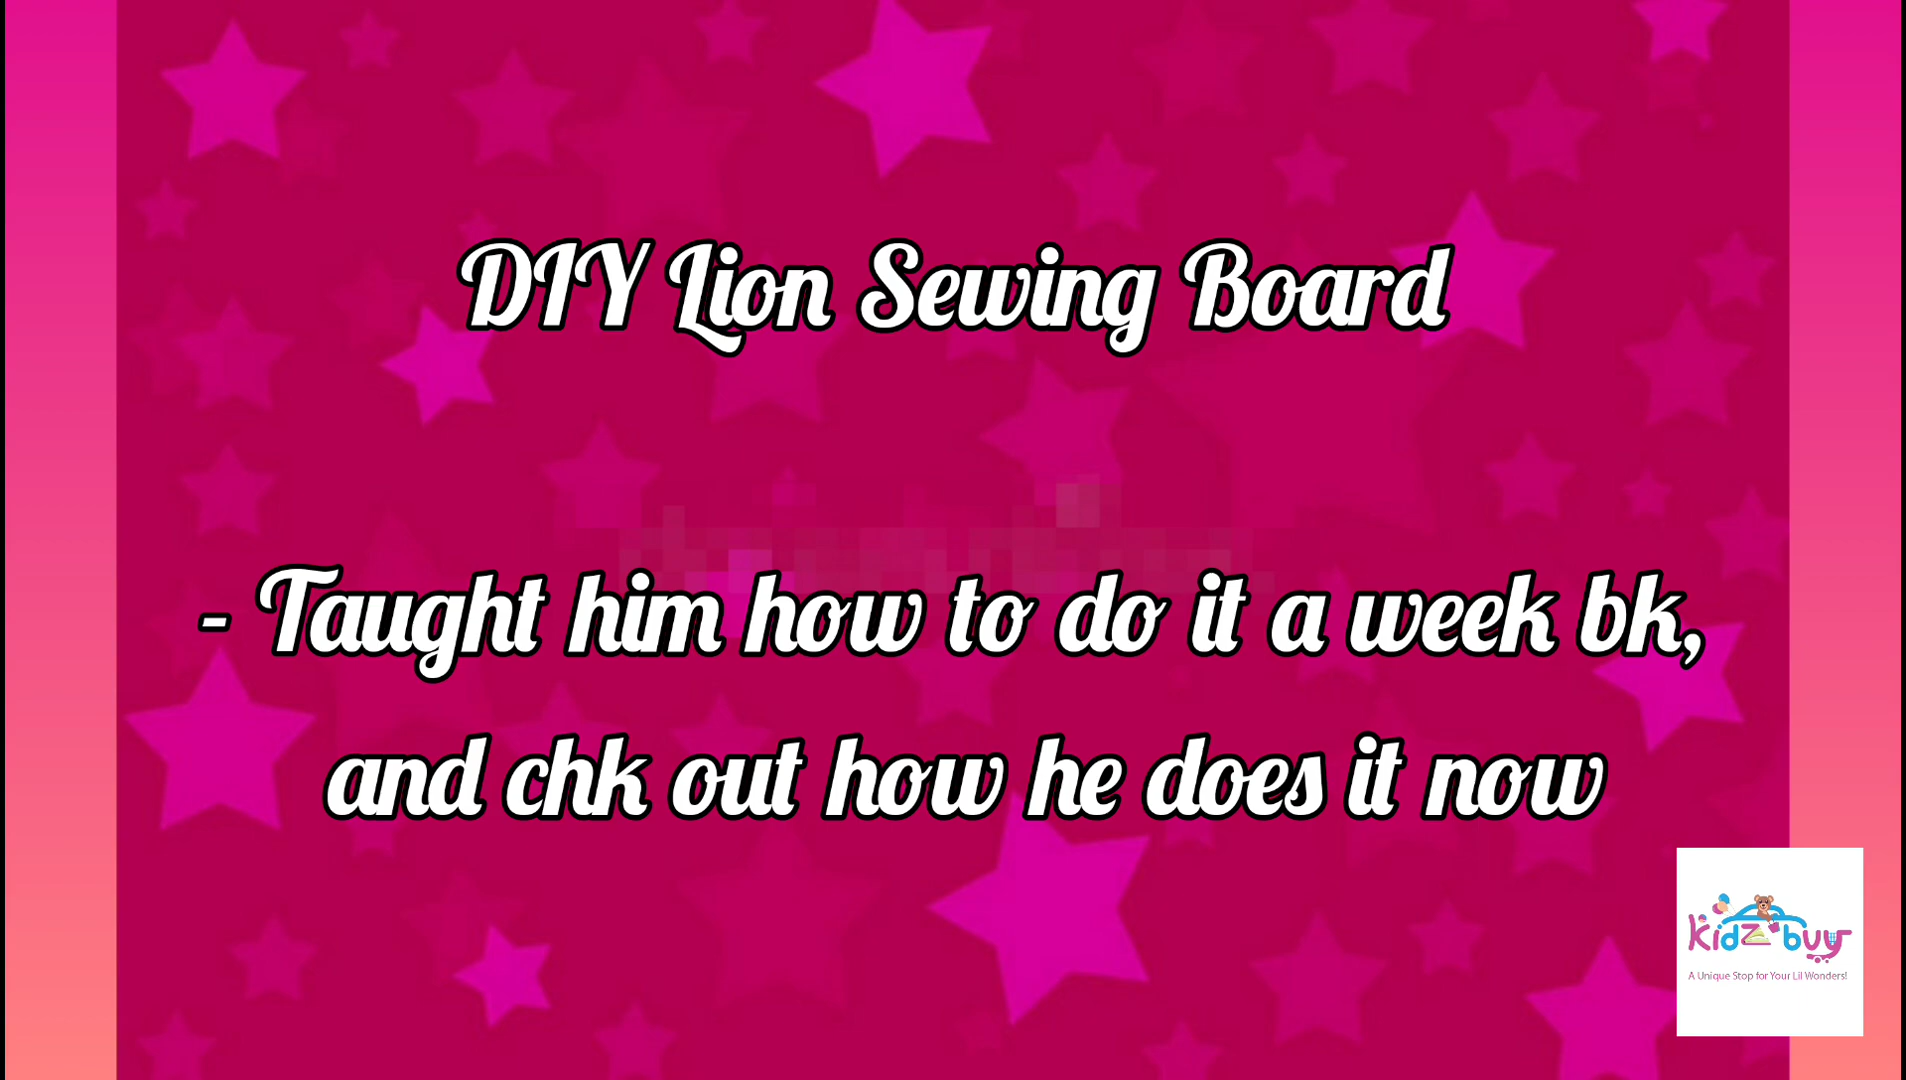 DIY Lion Sewing Board
- Taught him how to do it a week bk,
and chk out how he does it now
kidz buy
A Unique Stop for Your Lil Wonders!